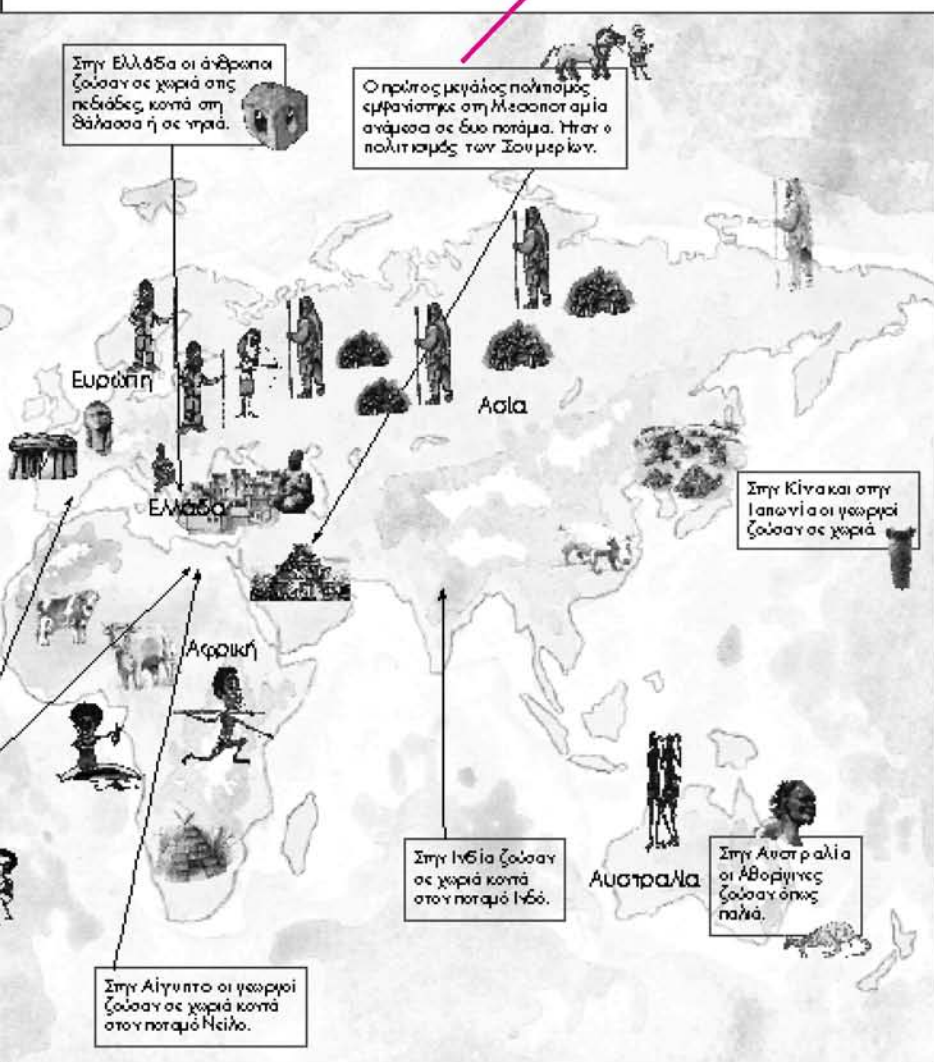 Στην Ελλάδα οι άνθρωποι
ζούσαν σε χωριά στις
πεδιάδες, κοντά στη
θάλασσα ή σε νησιά.
Ο πρώτος μεγάλος πολιτισμός
εμφανίστηκε στη Μεσοποταμία
ανάμεσα σε δυο ποτάμια. Ήταν ο
πολιτισμός των Σουμερίων.
Ευρώπη
Ασία
Ελλάδα
Στην Κίνα και στην
Ιαπωνία οι γεωργοί
ζούσαν σε χωριά.
Αφρική
Στην Ινδία ζούσαν
σε χωριά κοντά
στον ποταμό Ινδό.
Αυστραλία
Στην Αυστραλία
οι Αβορίγινες
ζούσαν όπως
παλιά.
Στην Αίγυπτο οι γεωργοί
ζούσαν σε χωριά κοντά
στον ποταμό Νείλο.